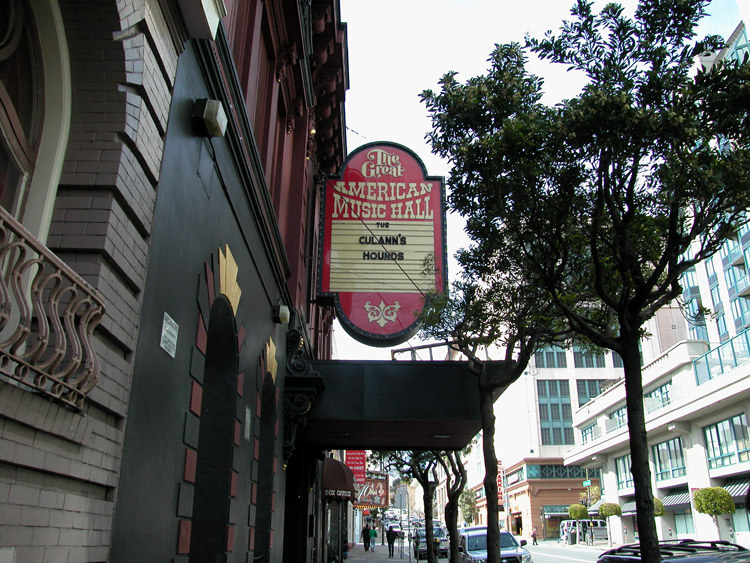 The
Great
AMERICAN
MUSIC HALL
THE
CULANN'S
HOUNDS
BOX OFFICE